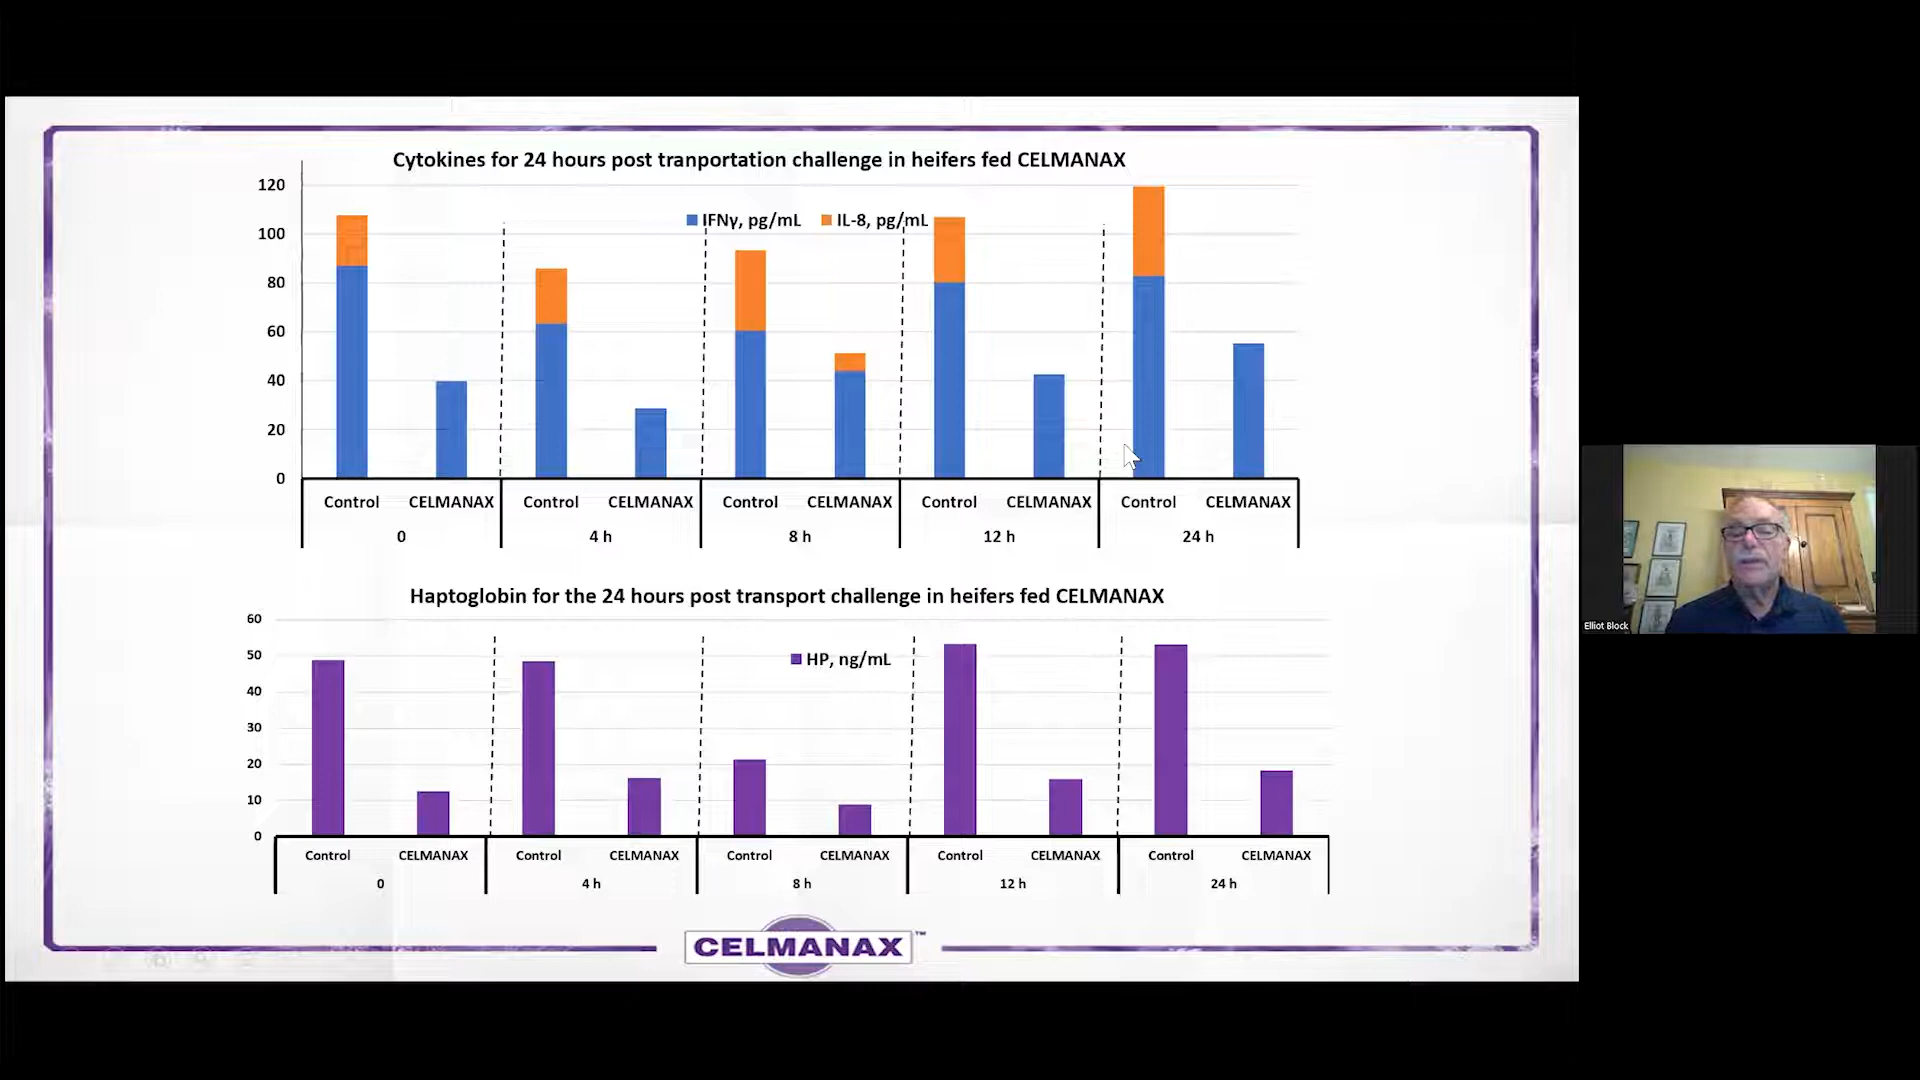 Cytokines for 24 hours post tranportation challenge in heifers fed CELMANAX
120
100
80
60
40
20
0
IFNγ, pg/mL IL-8, pg/mL
Control CELMANAX Control CELMANAX Control CELMANAX Control CELMANAX Control CELMANAX
0 4 h 8 h 12 h 24 h
Haptoglobin for the 24 hours post transport challenge in heifers fed CELMANAX
60
50
40
30
20
10
0
HP, ng/mL
Control CELMANAX Control CELMANAX Control CELMANAX Control CELMANAX Control CELMANAX
0 4 h 8 h 12 h 24 h
CELMANAX™
Elliot Block